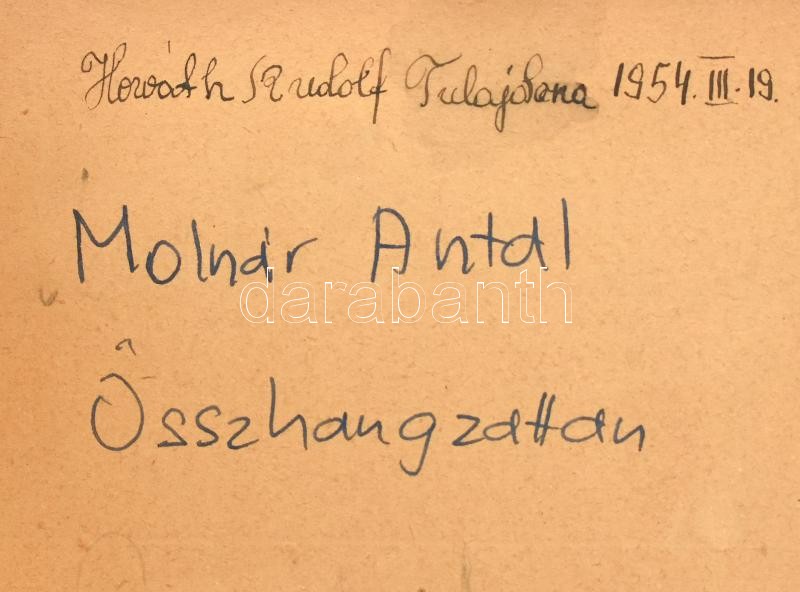 Horváth Rudolf Tulajdona 1954. III. 19.
Molnár Antal
darabanth
Összhangzattan